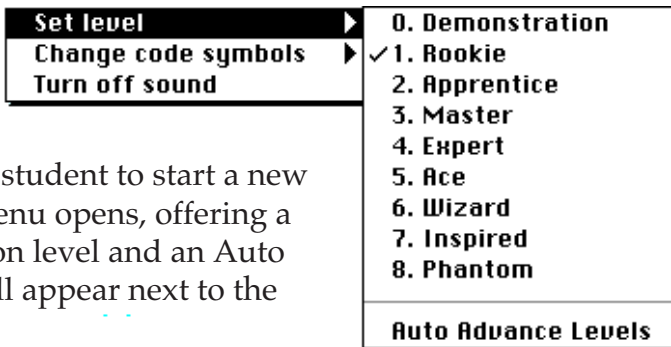 Set level
Change code symbols
Turn off sound
0. Demonstration
✓1. Rookie
2. Apprentice
3. Master
4. Expert
5. Ace
6. Wizard
7. Inspired
8. Phantom
Auto Advance Levels
student to start a new
enu opens, offering a
on level and an Auto
ll appear next to the